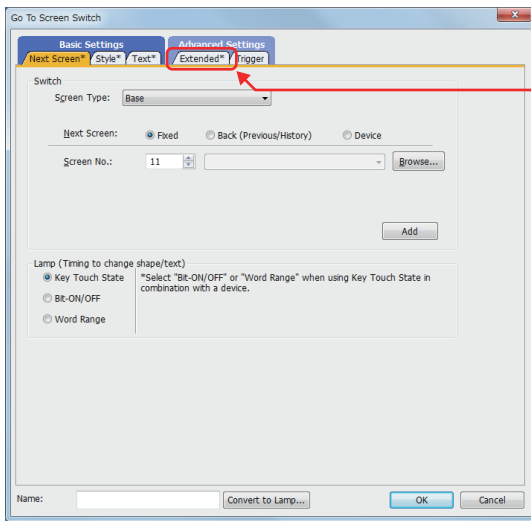 Go To Screen Switch
Basic Settings Advanced Settings
Next Screen* Style* Text* Extended* Trigger
Switch
Screen Type: Base
Next Screen: Fixed Back (Previous/History) Device
Screen No.: 11 Browse...
Add
Lamp (Timing to change shape/text)
Key Touch State *Select "Bit-ON/OFF" or "Word Range" when using Key Touch State in
combination with a device.
Bit-ON/OFF
Word Range
Name: Convert to Lamp... OK Cancel